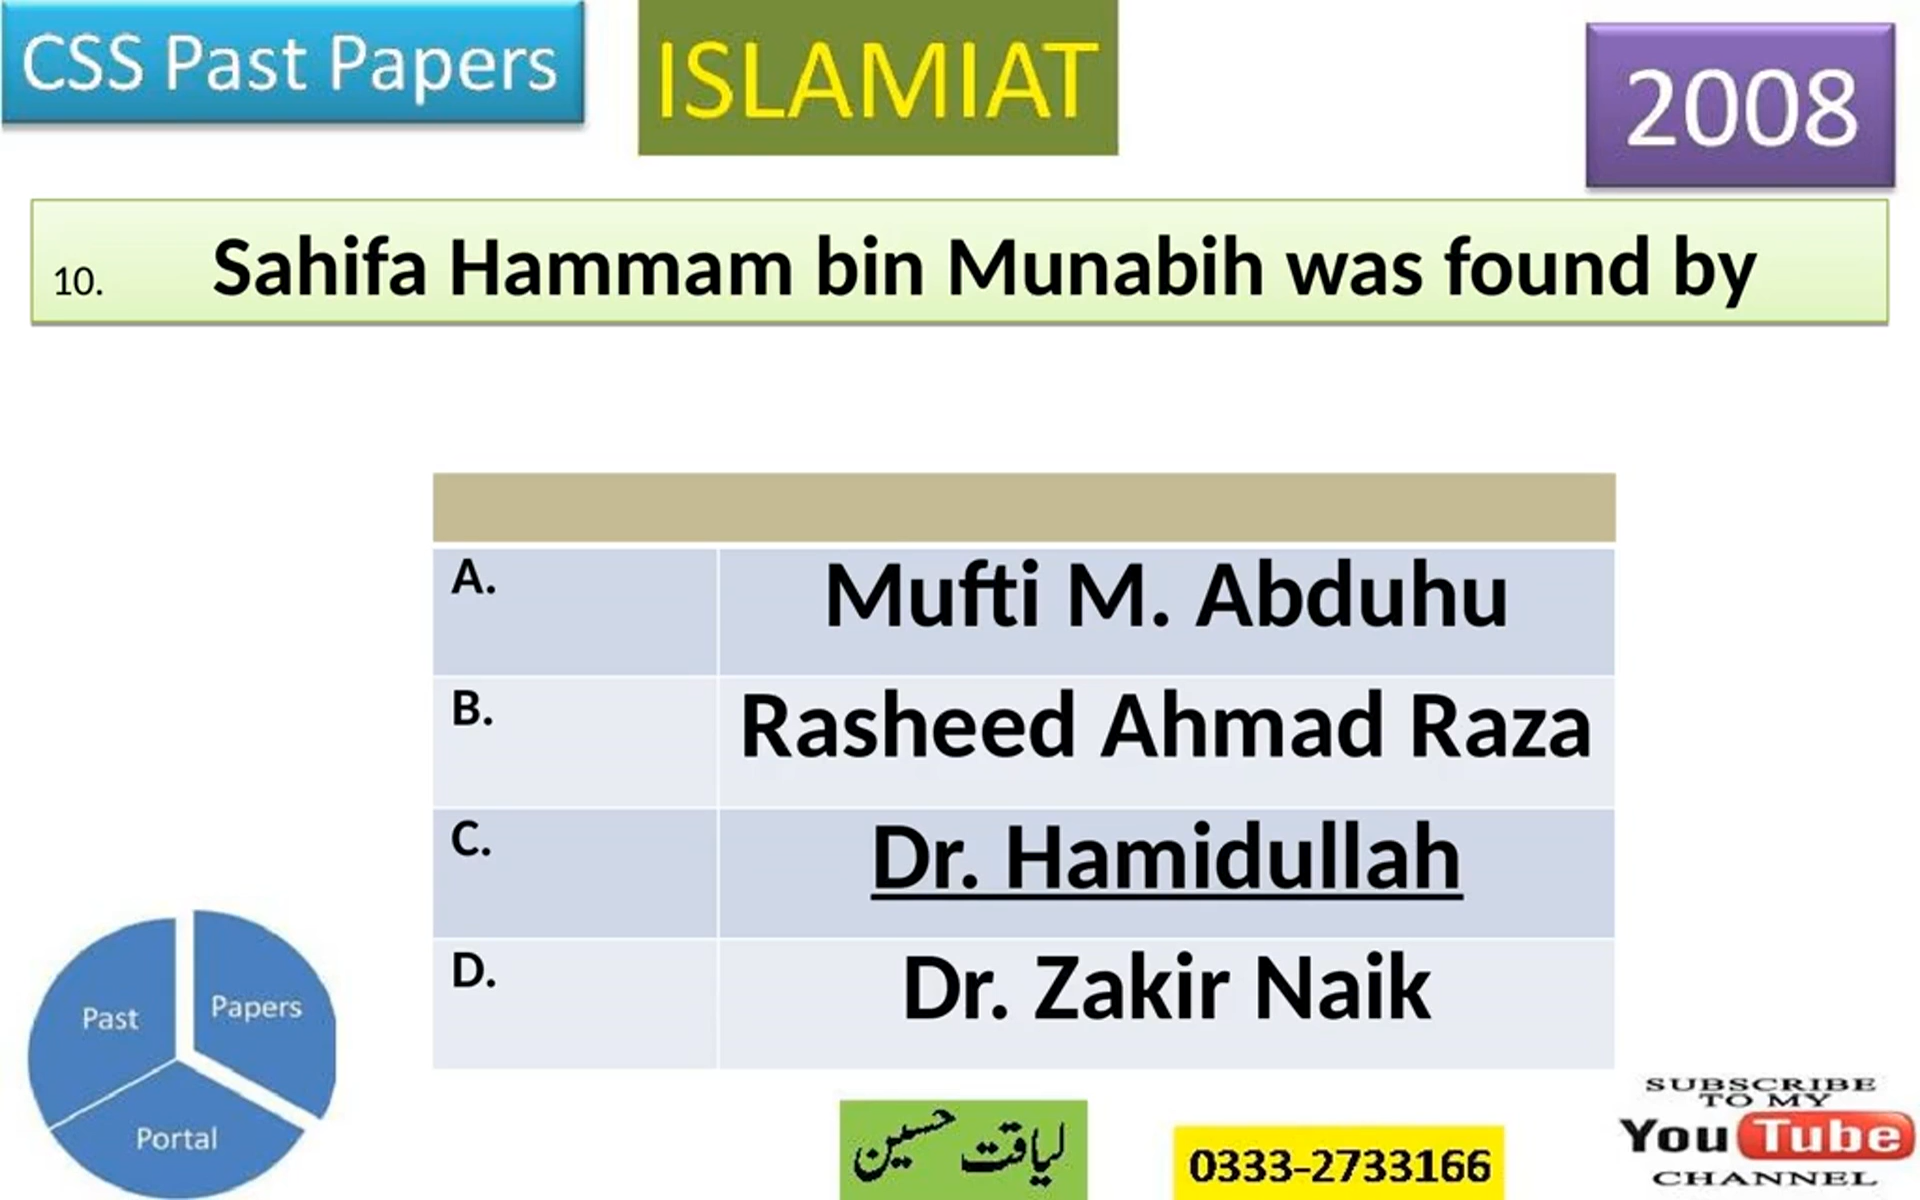 CSS Past Papers
ISLAMIAT
2008
10. Sahifa Hammam bin Munabih was found by
A. Mufti M. Abduhu
B. Rasheed Ahmad Raza
C. Dr. Hamidullah
D. Dr. Zakir Naik
Past
Papers
Portal
لیاقت حسین
0333-2733166
SUBSCRIBE
TO MY
YouTube
CHANNEL